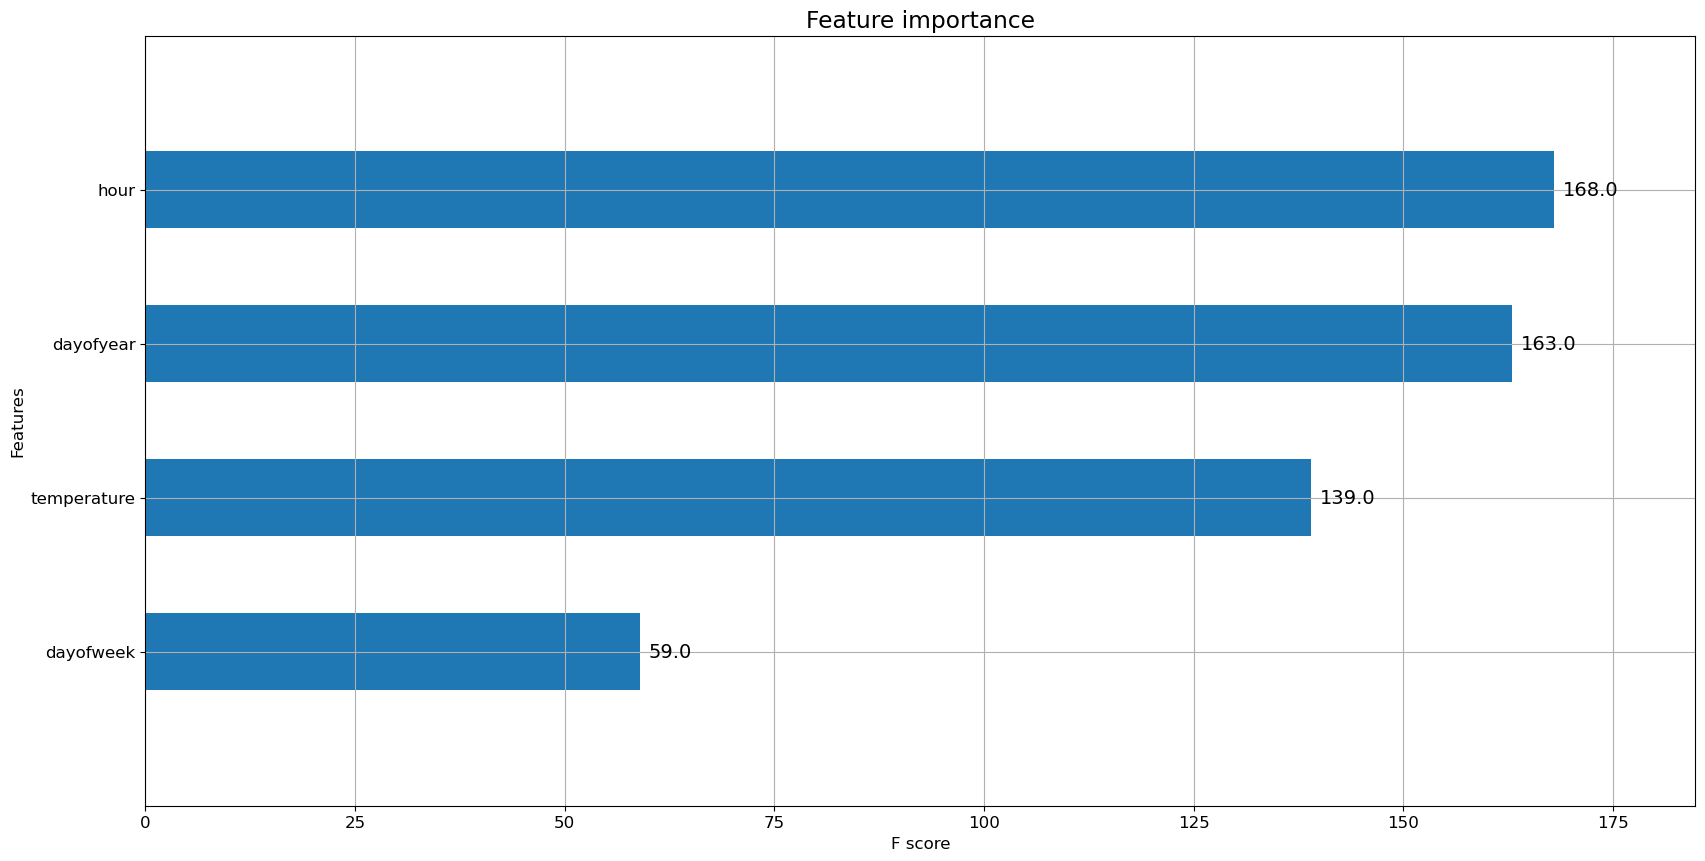 Feature importance
Features
hour
168.0
dayofyear
163.0
temperature
139.0
dayofweek
59.0
0 25 50 75 100 125 150 175
F score